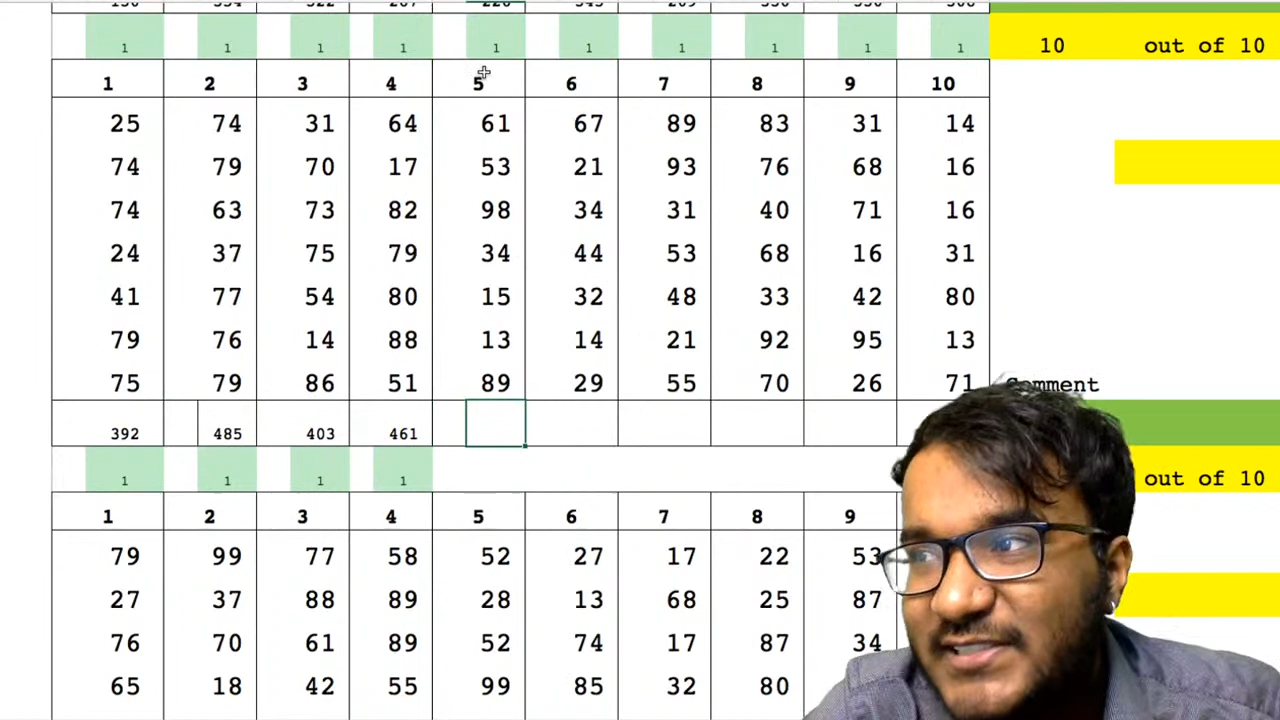 1 1 1 1 1 1 1 1 1 1 10 out of 10
1 2 3 4 5 6 7 8 9 10
25 74 31 64 61 67 89 83 31 14
74 79 70 17 53 21 93 76 68 16
74 63 73 82 98 34 31 40 71 16
24 37 75 79 34 44 53 68 16 31
41 77 54 80 15 32 48 33 42 80
79 76 14 88 13 14 21 92 95 13
75 79 86 51 89 29 55 70 26 71 Comment
392 485 403 461
1 1 1 1 out of 10
1 2 3 4 5 6 7 8 9
79 99 77 58 52 27 17 22 53
27 37 88 89 28 13 68 25 87
76 70 61 89 52 74 17 87 34
65 18 42 55 99 85 32 80